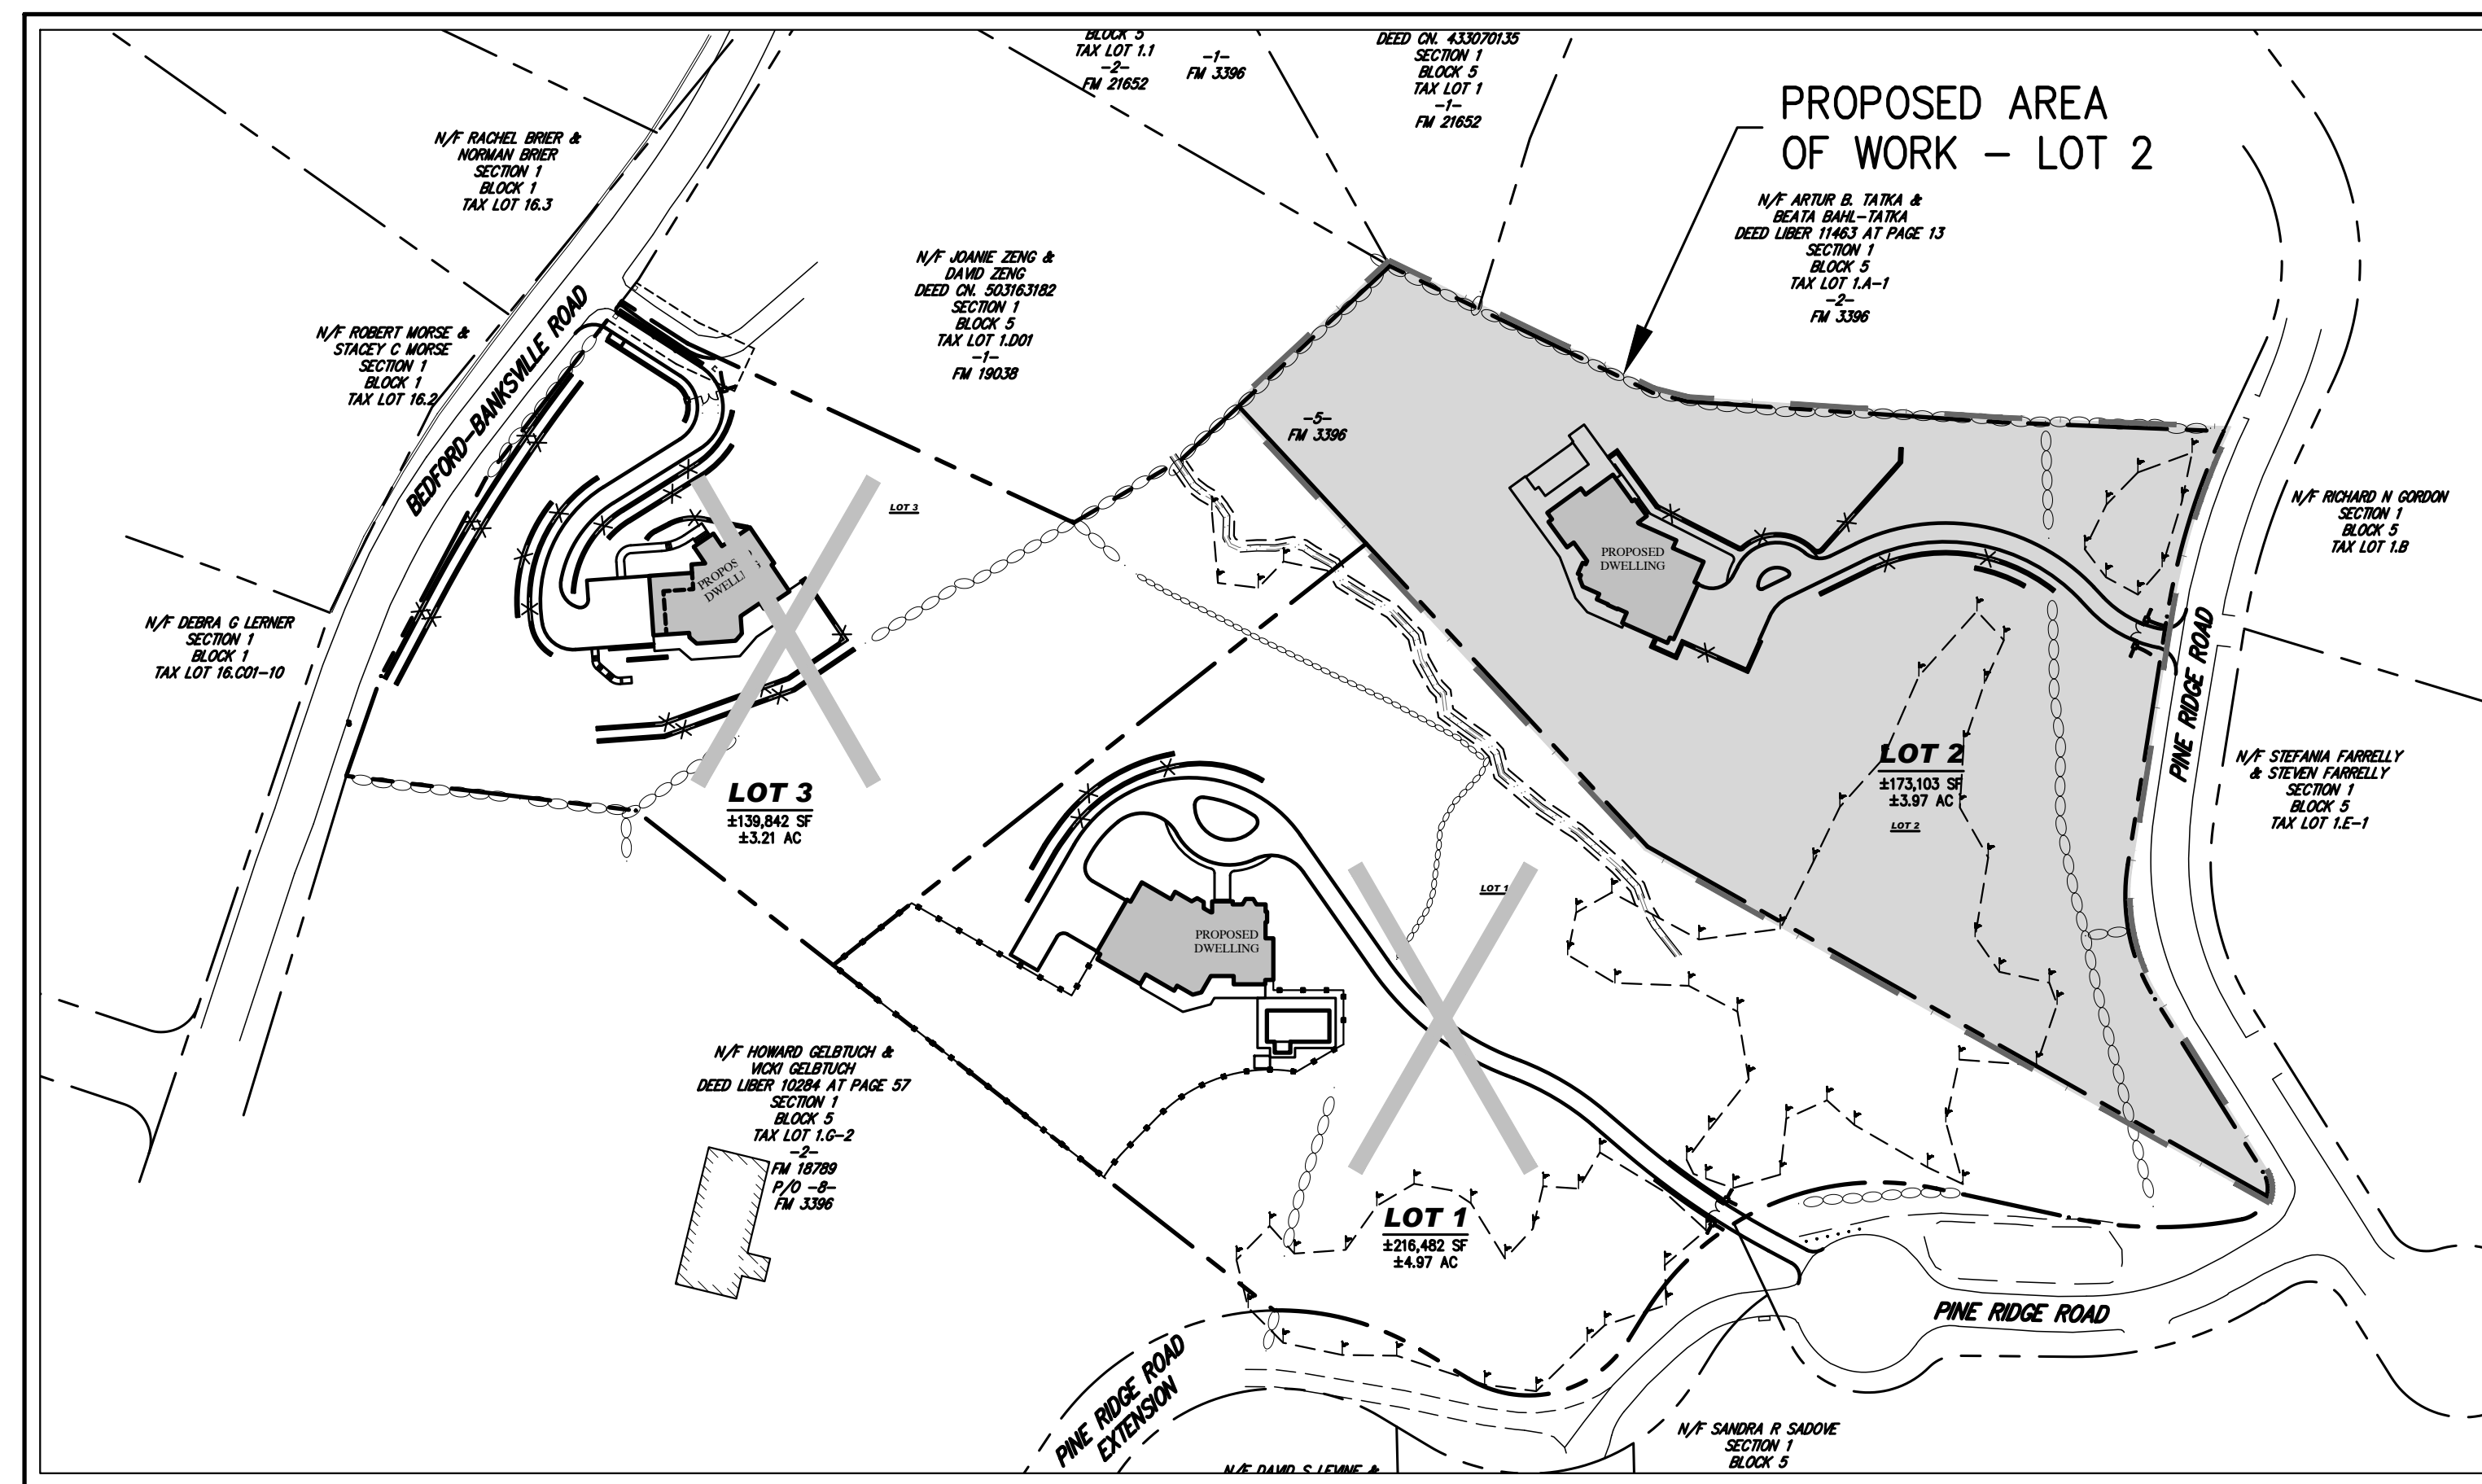 BLOCK 5
TAX LOT 1.1
-2-
FM 21652
-1-
FM 3396
DEED CN. 433070135
SECTION 1
BLOCK 5
TAX LOT 1
-1-
FM 21652
PROPOSED AREA
OF WORK - LOT 2
N/F RACHEL BRIER &
NORMAN BRIER
SECTION 1
BLOCK 1
TAX LOT 16.3
N/F ARTUR B. TATKA &
BEATA BAHL-TATKA
DEED LIBER 11463 AT PAGE 13
SECTION 1
BLOCK 5
TAX LOT 1.A-1
-2-
FM 3396
N/F JOANIE ZENG &
DAVID ZENG
DEED CN. 503163182
SECTION 1
BLOCK 5
TAX LOT 1.D01
-1-
FM 19038
N/F ROBERT MORSE &
STACEY C MORSE
SECTION 1
BLOCK 1
TAX LOT 16.2
BEDFORD-BANKSVILLE ROAD
-5-
FM 3396
LOT 3
N/F RICHARD N GORDON
SECTION 1
BLOCK 5
TAX LOT 1.B
PROPOSED
DWELLING
PROPOS
DWELLI
N/F DEBRA G LERNER
SECTION 1
BLOCK 1
TAX LOT 16.C01-10
PINE RIDGE ROAD
LOT 2
±173,103 SF
±3.97 AC
LOT 2
N/F STEFANIA FARRELLY
& STEVEN FARRELLY
SECTION 1
BLOCK 5
TAX LOT 1.E-1
LOT 3
±139,842 SF
±3.21 AC
LOT 1
PROPOSED
DWELLING
N/F HOWARD GELBTUCH &
VICKI GELBTUCH
DEED LIBER 10284 AT PAGE 57
SECTION 1
BLOCK 5
TAX LOT 1.G-2
-2-
FM 18789
P/O -8-
FM 3396
LOT 1
±216,482 SF
±4.97 AC
PINE RIDGE ROAD
PINE RIDGE ROAD
EXTENSION
N/F SANDRA R SADOVE
SECTION 1
BLOCK 5
N/F DAVID S LEVINE &